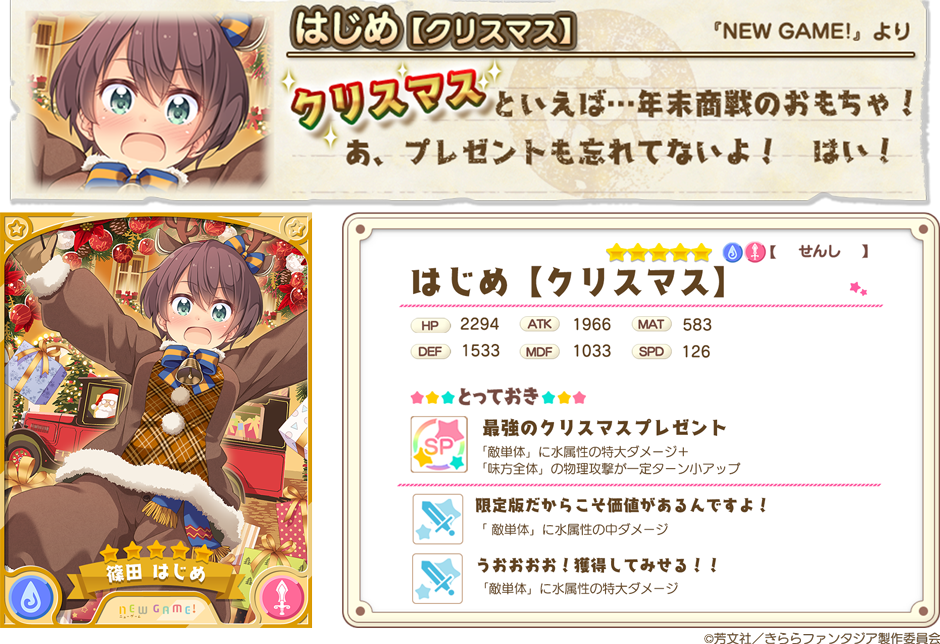 はじめ【クリスマス】
『NEW GAME!』より
クリスマスといえば…年末商戦のおもちゃ！
あ、プレゼントも忘れてないよ！　はい！
篠田 はじめ
NEW GAME!
【 せんし 】
はじめ【クリスマス】
HP 2294 ATK 1966 MAT 583
DEF 1533 MDF 1033 SPD 126
とっておき
SP
最強のクリスマスプレゼント
「敵単体」に水属性の特大ダメージ＋
「味方全体」の物理攻撃が一定ターン小アップ
限定版だからこそ価値があるんですよ！
「 敵単体」に水属性の中ダメージ
うおおおお！獲得してみせる！！
「敵単体」に水属性の特大ダメージ
©芳文社／きららファンタジア製作委員会